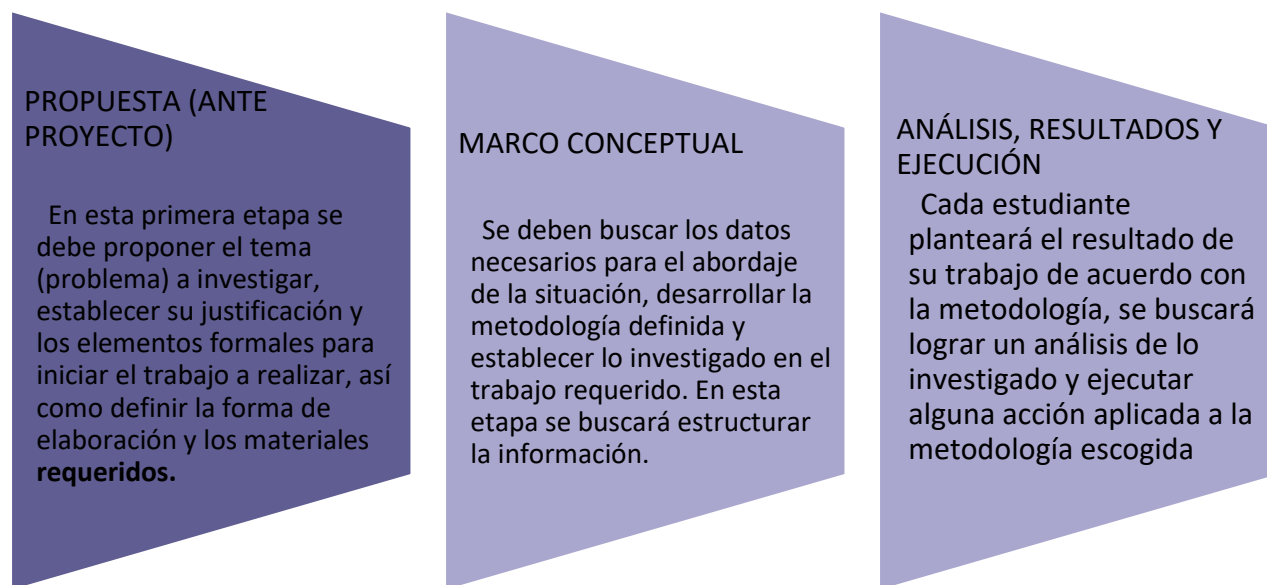 PROPUESTA (ANTE
PROYECTO)
En esta primera etapa se
debe proponer el tema
(problema) a investigar,
establecer su justificación y
los elementos formales para
iniciar el trabajo a realizar, así
como definir la forma de
elaboración y los materiales
requeridos.
MARCO CONCEPTUAL
Se deben buscar los datos
necesarios para el abordaje
de la situación, desarrollar la
metodología definida y
establecer lo investigado en el
trabajo requerido. En esta
etapa se buscará estructurar
la información.
ANÁLISIS, RESULTADOS Y
EJECUCIÓN
Cada estudiante
planteará el resultado de
su trabajo de acuerdo con
la metodología, se buscará
lograr un análisis de lo
investigado y ejecutar
alguna acción aplicada a la
metodología escogida